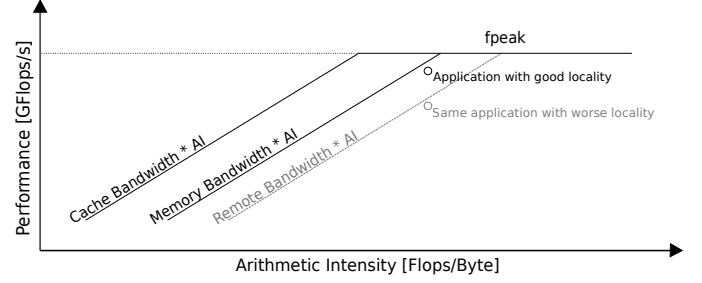 fpeak
Performance [GFlops/s]
Application with good locality
Same application with worse locality
Cache Bandwidth * AI
Memory Bandwidth * AI
Remote Bandwidth * AI
Arithmetic Intensity [Flops/Byte]